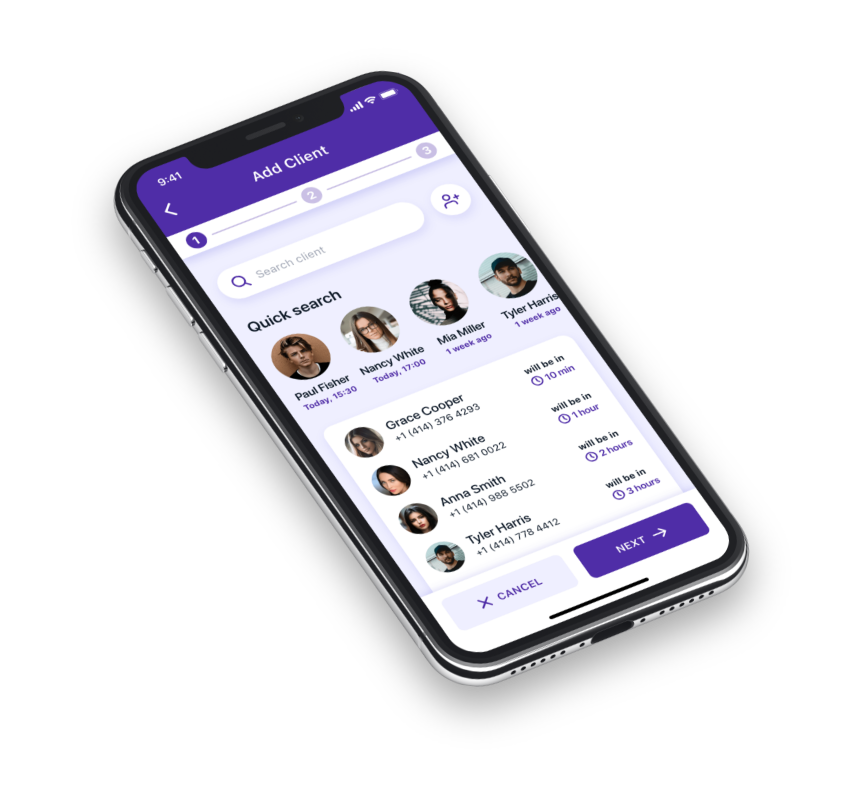 9:41
Add Client
1
2
3
Search client
Quick search
Paul Fisher
Today, 15:30
Nancy White
Today, 17:00
Mia Miller
1 week ago
Tyler Harris
1 week ago
Grace Cooper
+1 (414) 376 4293
will be in
10 min
Nancy White
+1 (414) 681 0022
will be in
1 hour
Anna Smith
+1 (414) 988 5502
will be in
2 hours
Tyler Harris
+1 (414) 778 4412
will be in
3 hours
CANCEL
NEXT